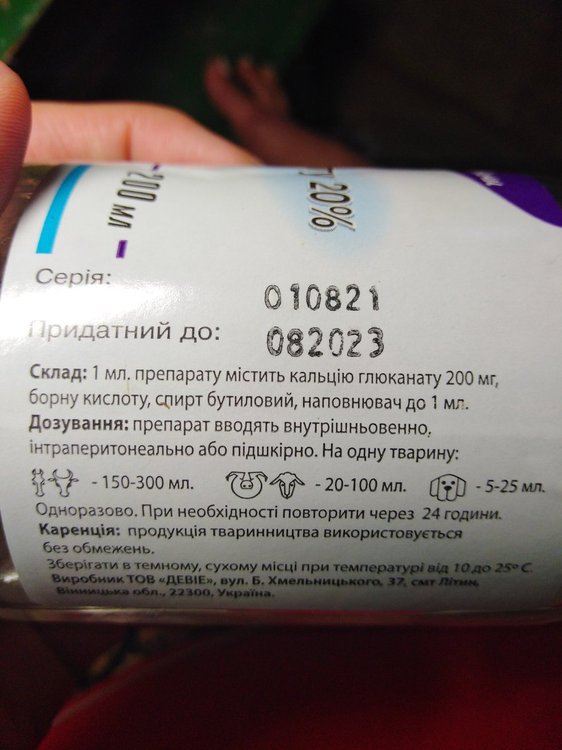 200 мл
20%
Серія:
010821
Придатний до:
082023
Склад: 1 мл. препарату містить кальцію глюканату 200 мг,
борну кислоту, спирт бутиловий, наповнювач до 1 мл.
Дозування: препарат вводять внутрішньовенно,
інтраперитонеально або підшкірно. На одну тварину:
- 150-300 мл. - 20-100 мл. - 5-25 мл.
Одноразово. При необхідності повторити через 24 години.
Каренція: продукція тваринництва використовується
без обмежень.
Зберігати в темному, сухому місці при температурі від 10 до 25º С.
Виробник ТОВ «ДЕВІЕ», вул. Б. Хмельницького, 37, смт Літин,
Вінницька обл., 22300, Україна.